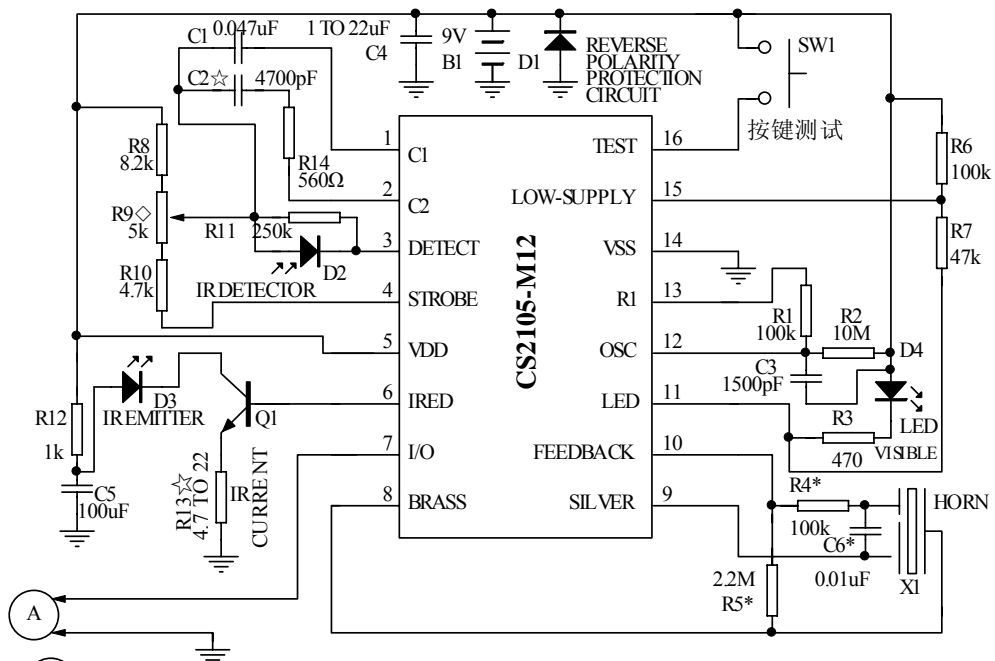 C1 0.047uF
1 TO 22uF
C4
9V
B1
D1
REVERSE
POLARITY
PROTECTION
CIRCUIT
SW1
按键测试
C2☆ 4700pF
R14
560Ω
R8
8.2k
R9◇
5k
R10
4.7k
R11 250k
D2
IR DETECTOR
CS2105-M12
1 C1
2 C2
3 DETECT
4 STROBE
5 VDD
6 IRED
7 I/O
8 BRASS
TEST 16
LOW-SUPPLY 15
VSS 14
R1 13
OSC 12
LED 11
FEEDBACK 10
SILVER 9
R6
100k
R7
47k
R1
100k
R2
10M
C3
1500pF
D4
LED
VISIBLE
R3
470
R4*
100k
C6*
0.01uF
HORN
X1
2.2M
R5*
D3
IR EMITTER
Q1
R12
1k
C5
100uF
R13☆
4.7 TO 22
IR
CURRENT
A